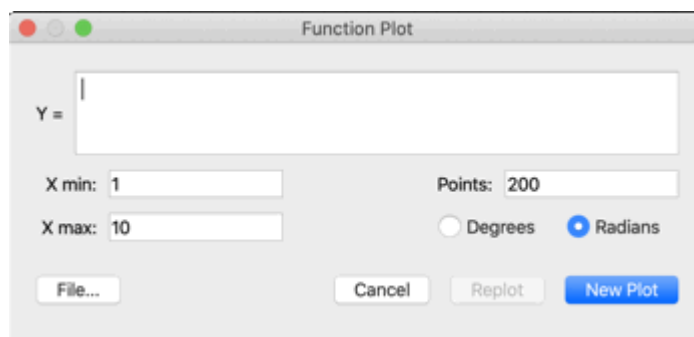 Function Plot
Y =
X min: 1 Points: 200
X max: 10 Degrees Radians
File... Cancel Replot New Plot